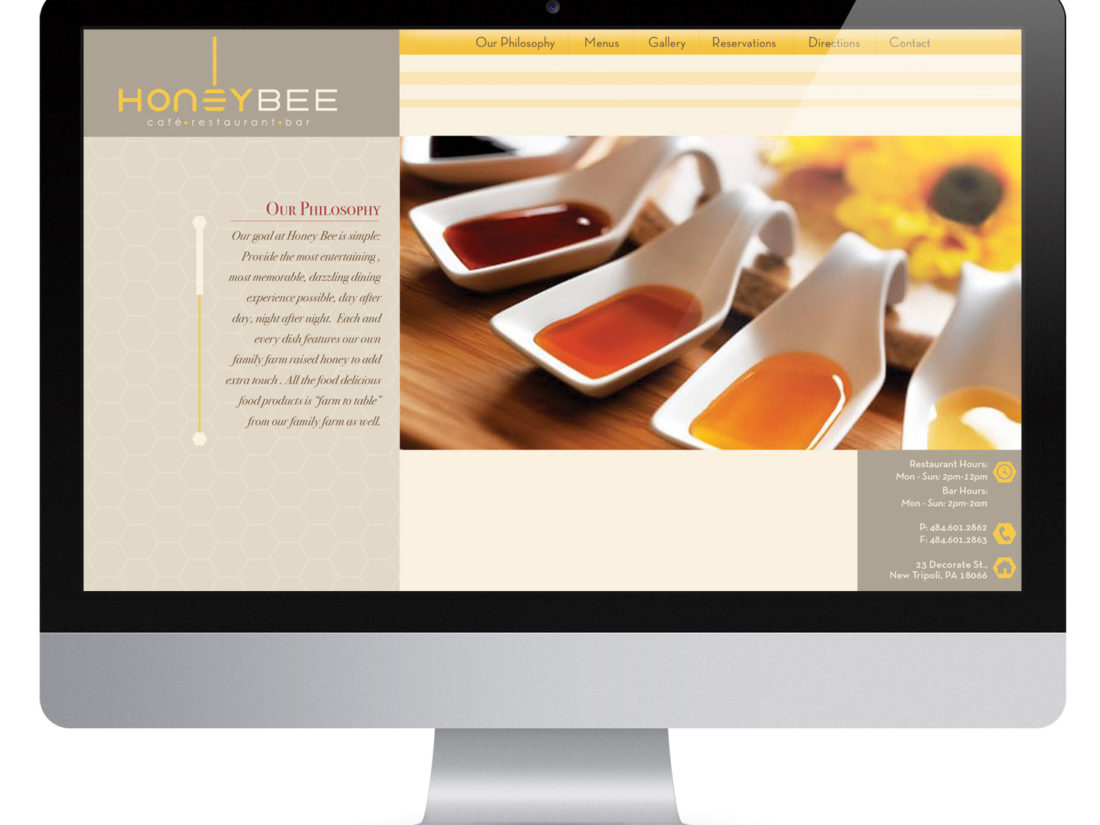 HONEYBEE
café•restaurant•bar
Our Philosophy Menus Gallery Reservations Directions Contact
Our Philosophy
Our goal at Honey Bee is simple:
Provide the most entertaining ,
most memorable, dazzling dining
experience possible, day after
day, night after night. Each and
every dish features our own
family farm raised honey to add
extra touch . All the food delicious
food products is "farm to table"
from our family farm as well.
Restaurant Hours:
Mon - Sun: 2pm-12pm
Bar Hours:
Mon - Sun: 2pm-2am
P: 484.601.2862
F: 484.601.2863
23 Decorate St.,
New Tripoli, PA 18066